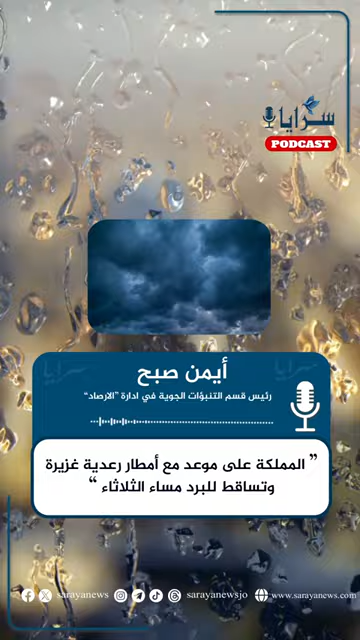 سرايا
PODCAST
أيمن صبح
رئيس قسم التنبؤات الجوية في ادارة "الارصاد"
" المملكة على موعد مع أمطار رعدية غزيرة
وتساقط للبرد مساء الثلاثاء "
sarayanews sarayanewsjo www.sarayanews.com